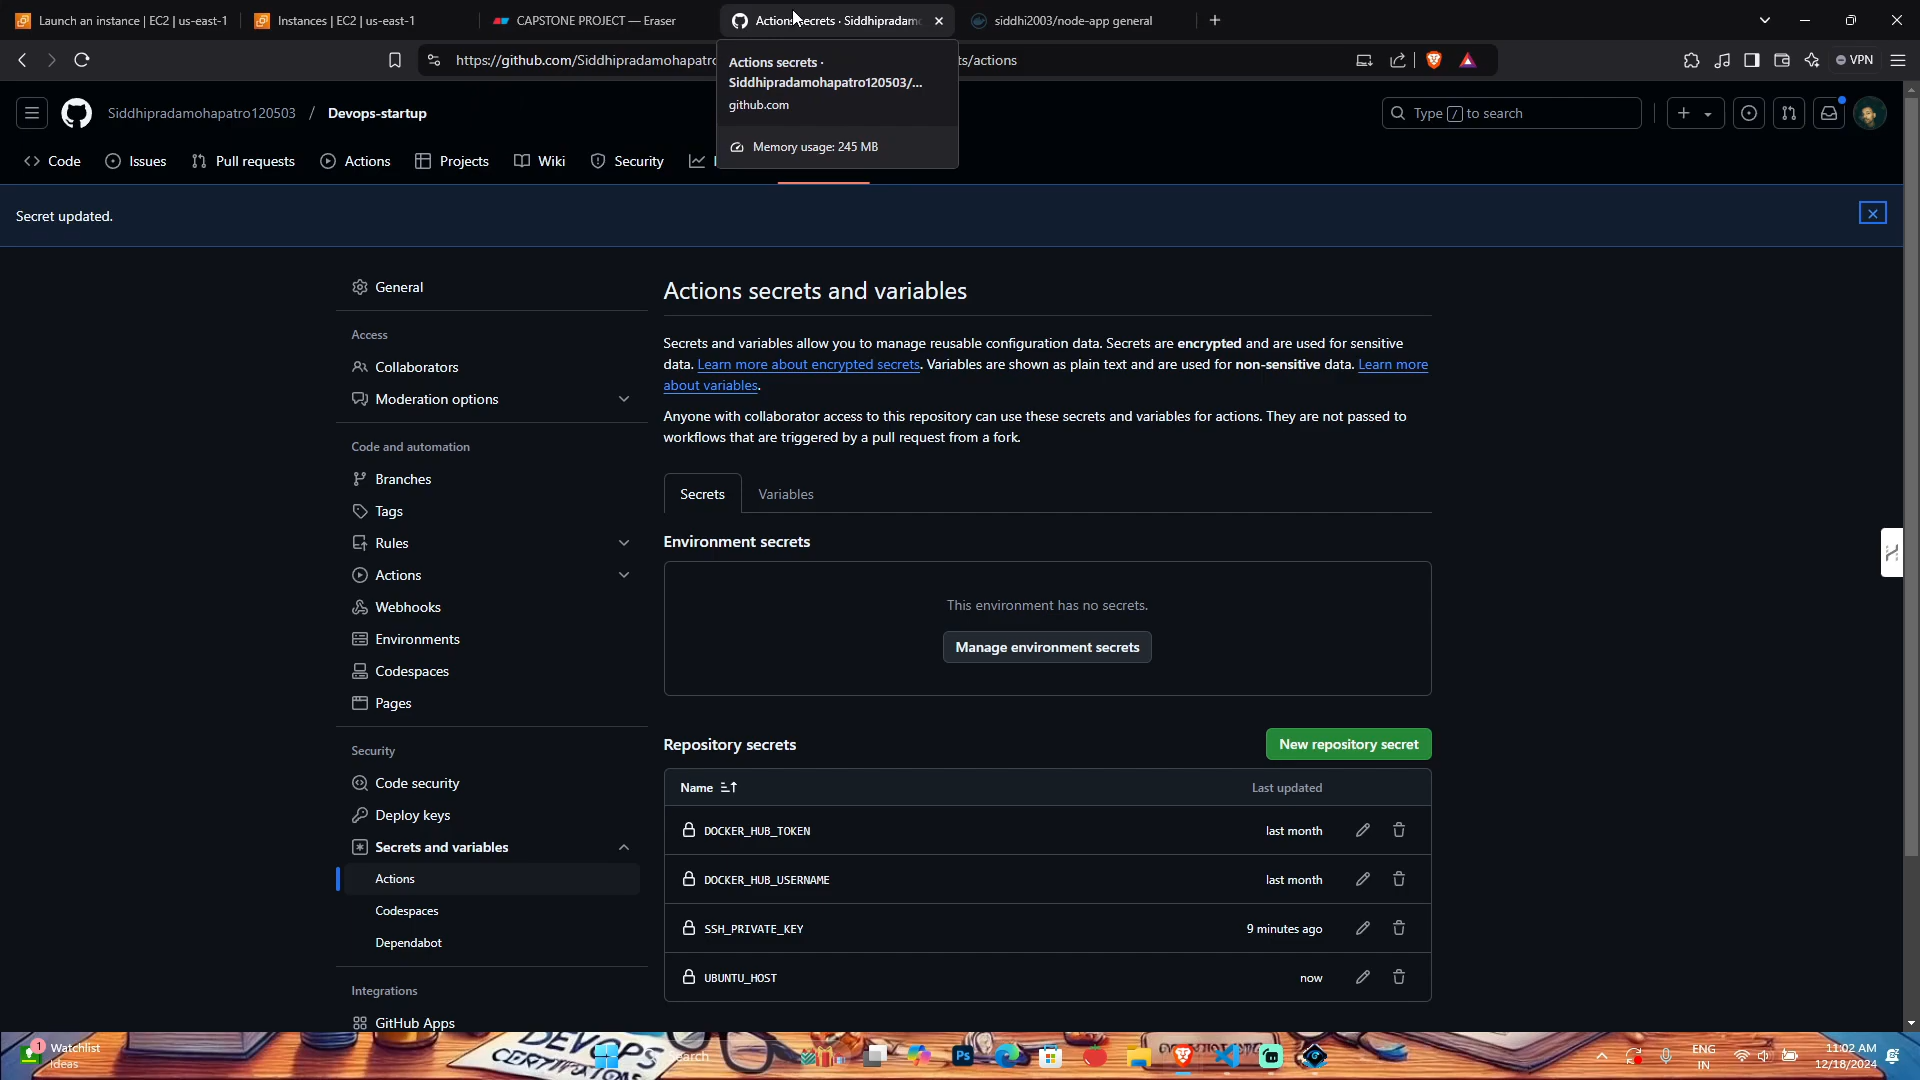 Launch an instance | EC2 | us-east-1
Instances | EC2 | us-east-1
CAPSTONE PROJECT — Eraser
Actions secrets · Siddhipradamo
siddhi2003/node-app general
https://github.com/Siddhipradamohapatro
ts/actions
VPN
Actions secrets ·
Siddhipradamohapatro120503/...
github.com
Memory usage: 245 MB
Siddhipradamohapatro120503 / Devops-startup
Type / to search
Code
Issues
Pull requests
Actions
Projects
Wiki
Security
Secret updated.
General
Access
Collaborators
Moderation options
Code and automation
Branches
Tags
Rules
Actions
Webhooks
Environments
Codespaces
Pages
Security
Code security
Deploy keys
Secrets and variables
Actions
Codespaces
Dependabot
Integrations
GitHub Apps
Actions secrets and variables
Secrets and variables allow you to manage reusable configuration data. Secrets are encrypted and are used for sensitive
data. Learn more about encrypted secrets. Variables are shown as plain text and are used for non-sensitive data. Learn more
about variables.
Anyone with collaborator access to this repository can use these secrets and variables for actions. They are not passed to
workflows that are triggered by a pull request from a fork.
Secrets
Variables
Environment secrets
This environment has no secrets.
Manage environment secrets
Repository secrets
New repository secret
Name
Last updated
DOCKER_HUB_TOKEN
last month
DOCKER_HUB_USERNAME
last month
SSH_PRIVATE_KEY
9 minutes ago
UBUNTU_HOST
now
1
Watchlist
Ideas
DEVOPS
Search
Ps
ENG
IN
11:02 AM
12/18/2024